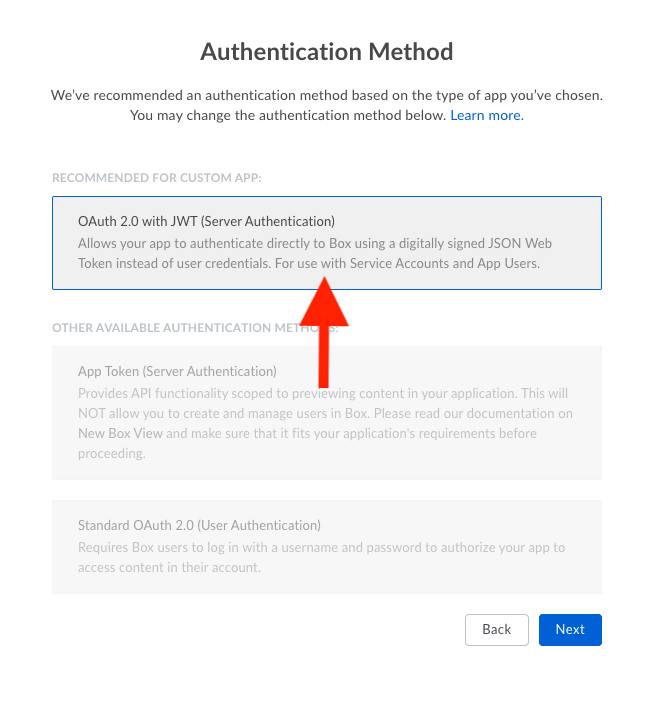 Authentication Method
We've recommended an authentication method based on the type of app you've chosen.
You may change the authentication method below. Learn more.
RECOMMENDED FOR CUSTOM APP:
OAuth 2.0 with JWT (Server Authentication)
Allows your app to authenticate directly to Box using a digitally signed JSON Web
Token instead of user credentials. For use with Service Accounts and App Users.
OTHER AVAILABLE AUTHENTICATION METHODS:
App Token (Server Authentication)
Provides API functionality scoped to previewing content in your application. This will
NOT allow you to create and manage users in Box. Please read our documentation on
New Box View and make sure that it fits your application's requirements before
proceeding.
Standard OAuth 2.0 (User Authentication)
Requires Box users to log in with a username and password to authorize your app to
access content in their account.
Back Next